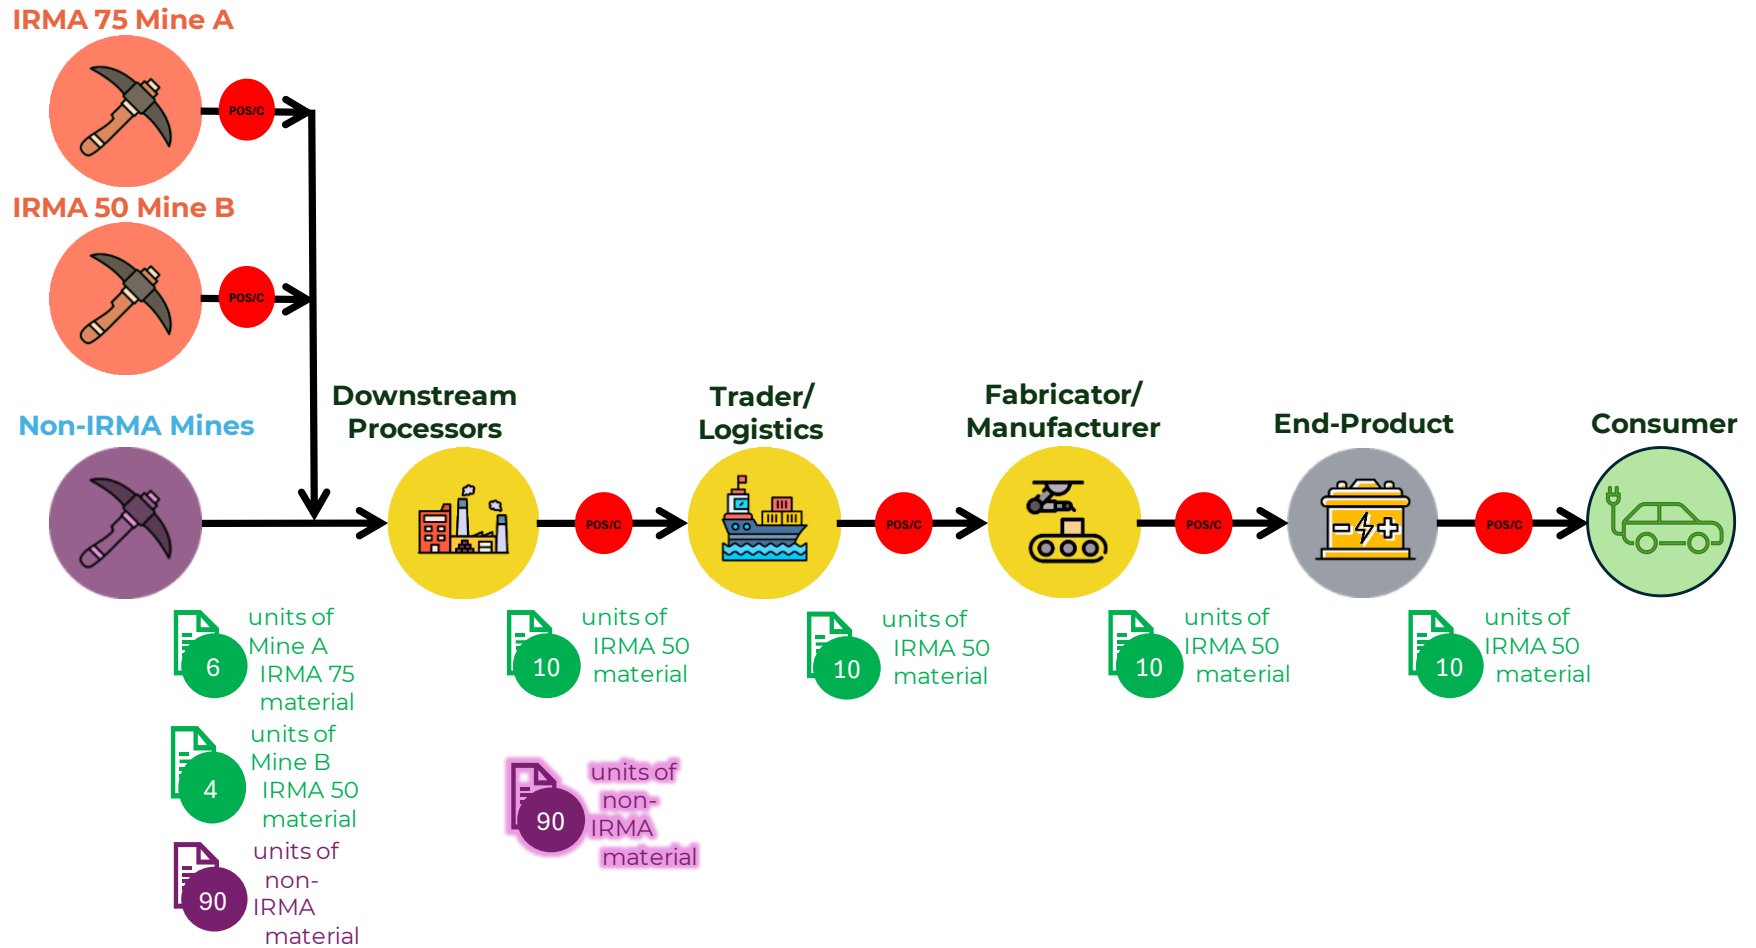 IRMA 75 Mine A
POS/C
IRMA 50 Mine B
POS/C
Non-IRMA Mines
Downstream
Processors
Trader/
Logistics
Fabricator/
Manufacturer
End-Product
Consumer
POS/C
POS/C
POS/C
POS/C
6
units of
Mine A
IRMA 75
material
4
units of
Mine B
IRMA 50
material
90
units of
non-
IRMA
material
10
units of
IRMA 50
material
90
units of
non-
IRMA
material
10
units of
IRMA 50
material
10
units of
IRMA 50
material
10
units of
IRMA 50
material